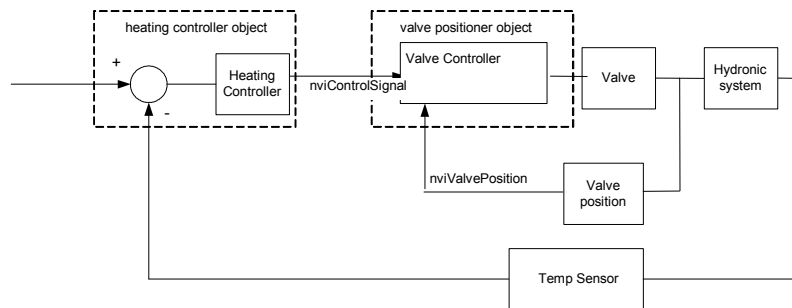 heating controller object
valve positioner object
+
Heating
Controller
nviControlSignal
Valve Controller
Valve
Hydronic
system
-
nviValvePosition
Valve
position
Temp Sensor